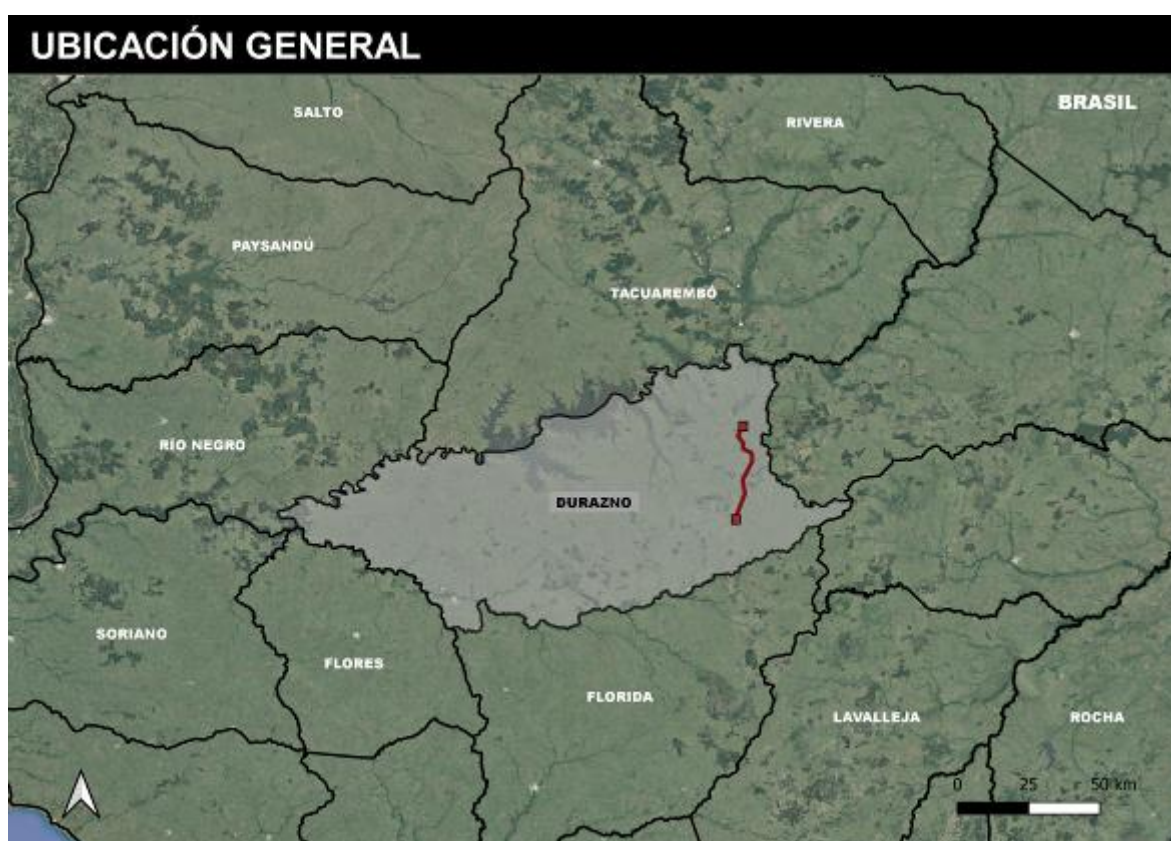 UBICACIÓN GENERAL
SALTO
RIVERA
BRASIL
PAYSANDÚ
TACUAREMBÓ
RÍO NEGRO
DURAZNO
SORIANO
FLORES
FLORIDA
LAVALLEJA
ROCHA
0 25 50 km